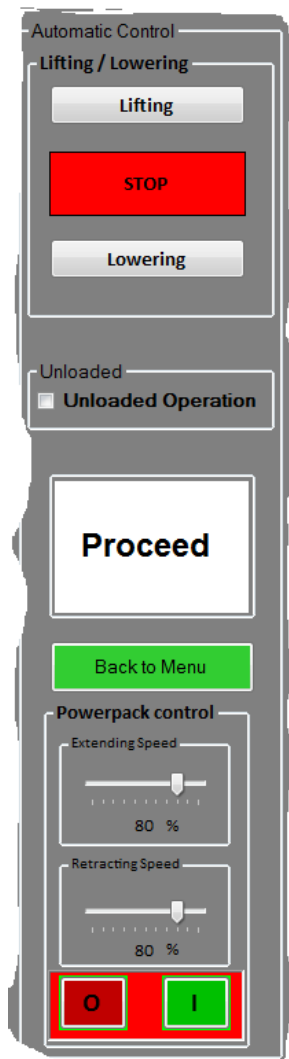 Automatic Control
Lifting / Lowering
Lifting
STOP
Lowering
Unloaded
Unloaded Operation
Proceed
Back to Menu
Powerpack control
Extending Speed
80 %
Retracting Speed
80 %
O I